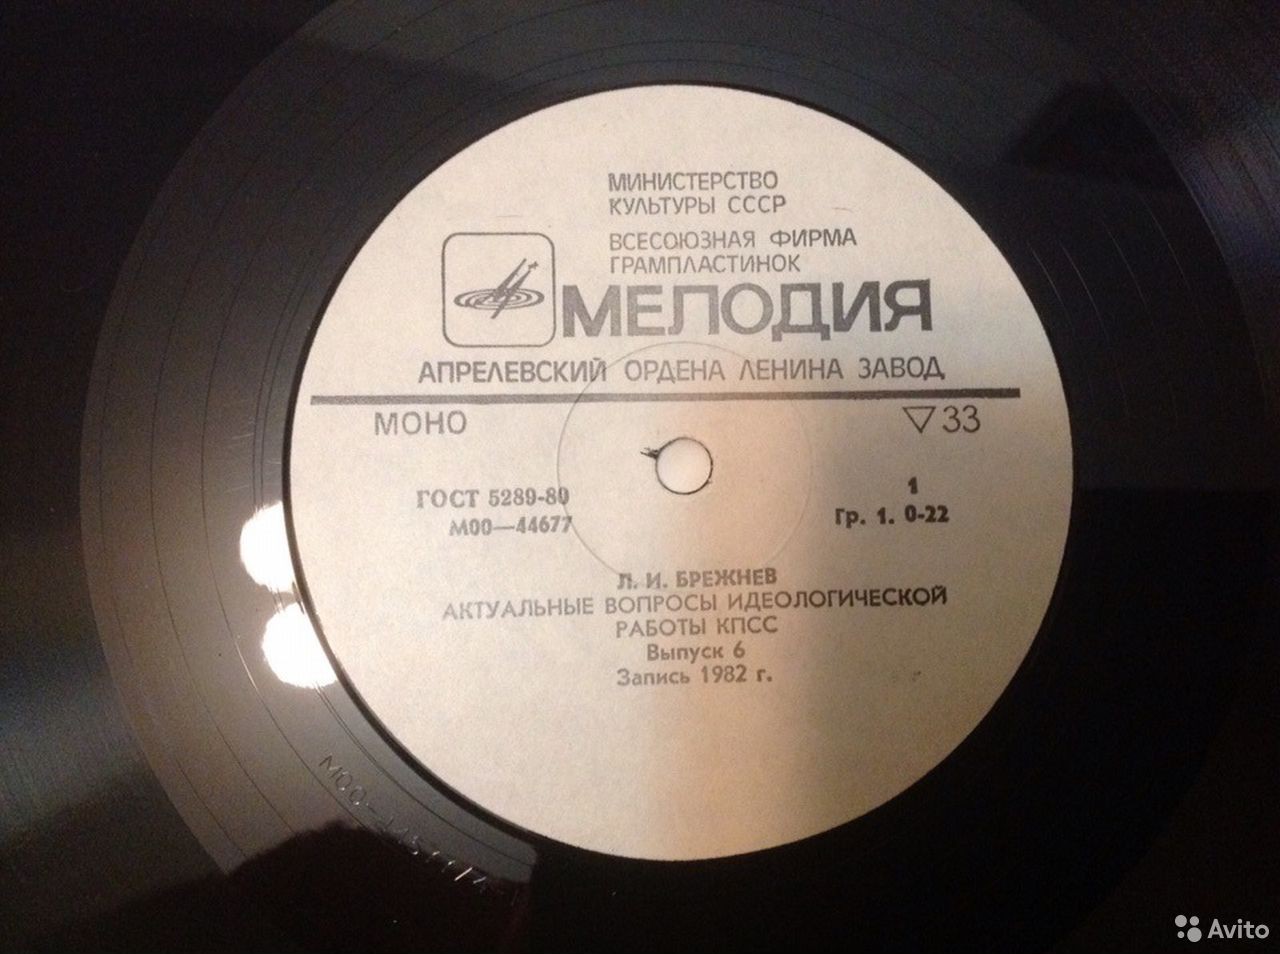 МИНИСТЕРСТВО
КУЛЬТУРЫ СССР
ВСЕСОЮЗНАЯ ФИРМА
ГРАМПЛАСТИНОК
МЕЛОДИЯ
АПРЕЛЕВСКИЙ ОРДЕНА ЛЕНИНА ЗАВОД
МОНО
▽33
ГОСТ 5289-80
М00—44677
1
Гр. 1. 0-22
Л. И. БРЕЖНЕВ
АКТУАЛЬНЫЕ ВОПРОСЫ ИДЕОЛОГИЧЕСКОЙ
РАБОТЫ КПСС
Выпуск 6
Запись 1982 г.
Avito